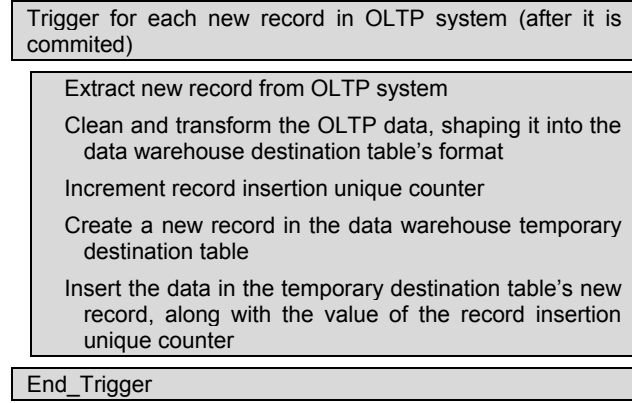 Trigger for each new record in OLTP system (after it is
commited)
Extract new record from OLTP system
Clean and transform the OLTP data, shaping it into the
data warehouse destination table's format
Increment record insertion unique counter
Create a new record in the data warehouse temporary
destination table
Insert the data in the temporary destination table's new
record, along with the value of the record insertion
unique counter
End_Trigger